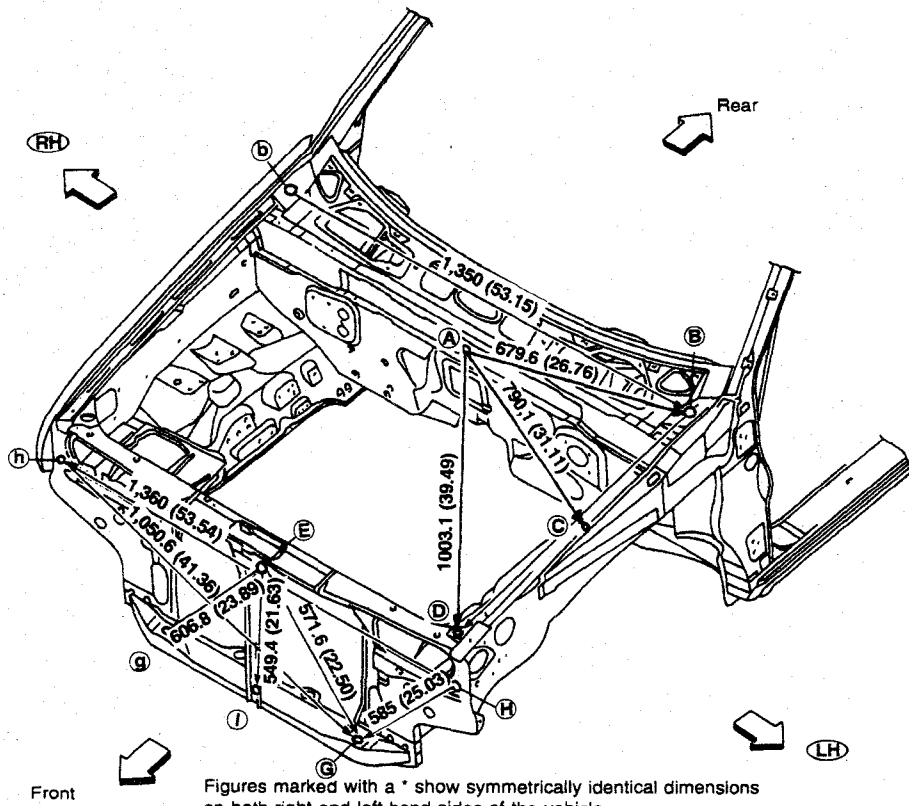 Rear
RH
b
1,350 (53.15)
A
B
679.6 (26.76)
790.1 (31.11)
h
1,360 (53.54)
1003.1 (39.49)
C
E
1,050.6 (41.36)
D
606.8 (23.89)
549.4 (21.63)
571.6 (22.50)
g
585 (25.03)
H
l
G
LH
Front
Figures marked with a * show symmetrically identical dimensions
on both right and left hand sides of the vehicle